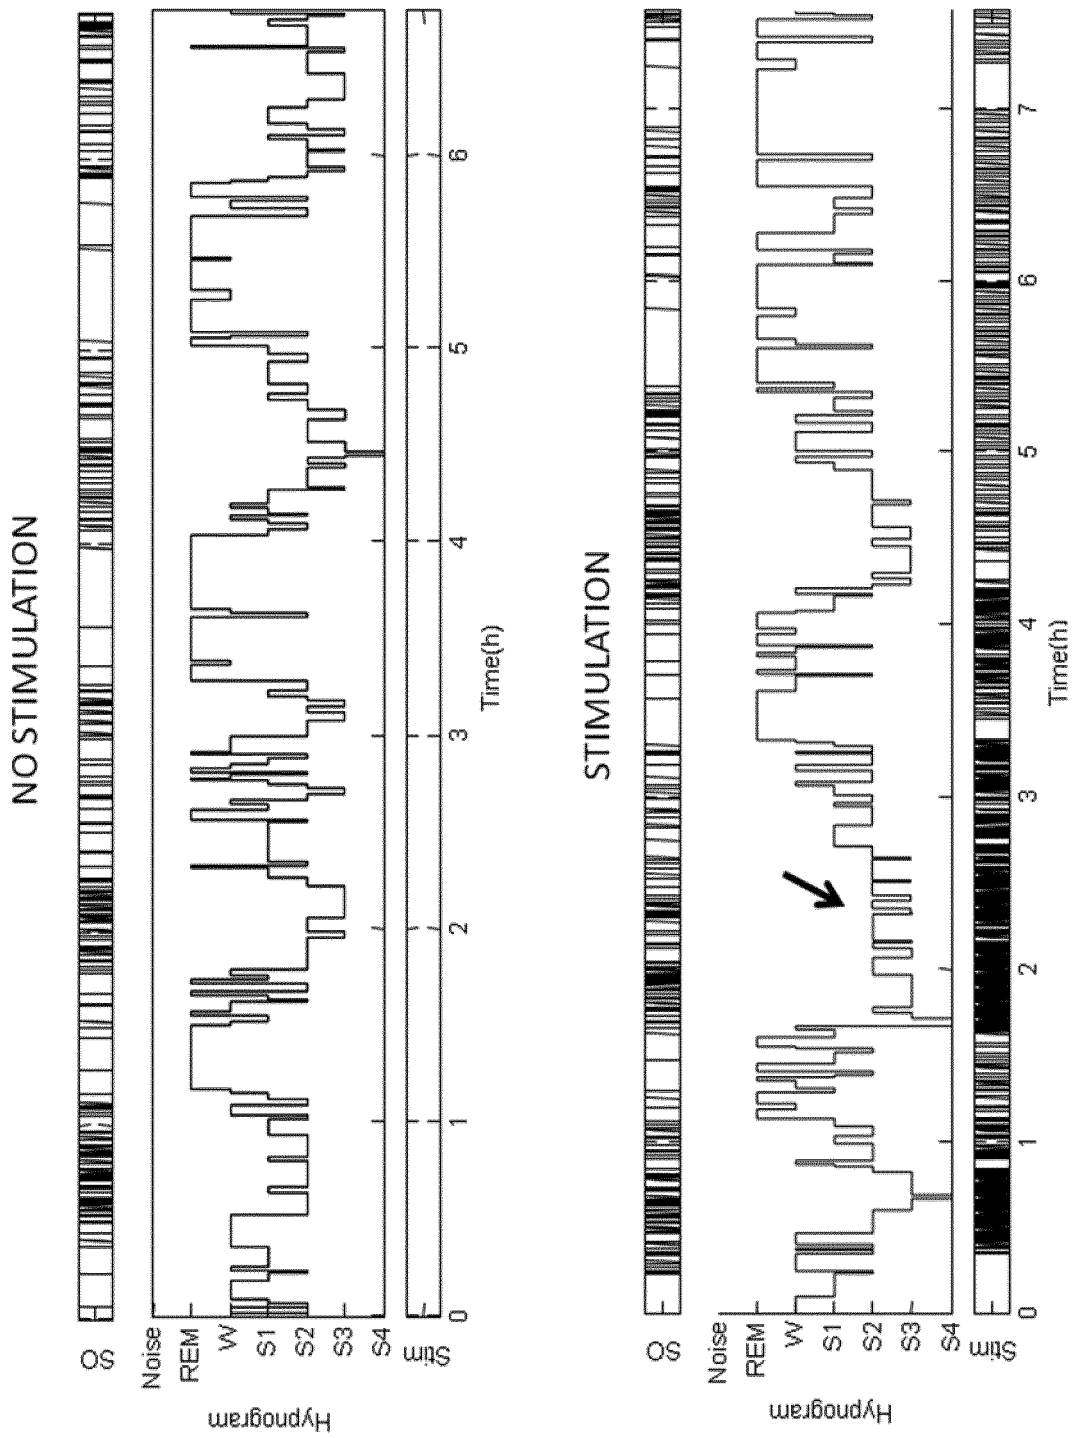 NO STIMULATION
SO
Noise
REM
W
S1
S2
S3
S4
Stim
Hypnogram
0
1
2
3
4
5
6
Time(h)
STIMULATION
SO
Noise
REM
W
S1
S2
S3
S4
Stim
Hypnogram
0
1
2
3
4
5
6
7
Time(h)